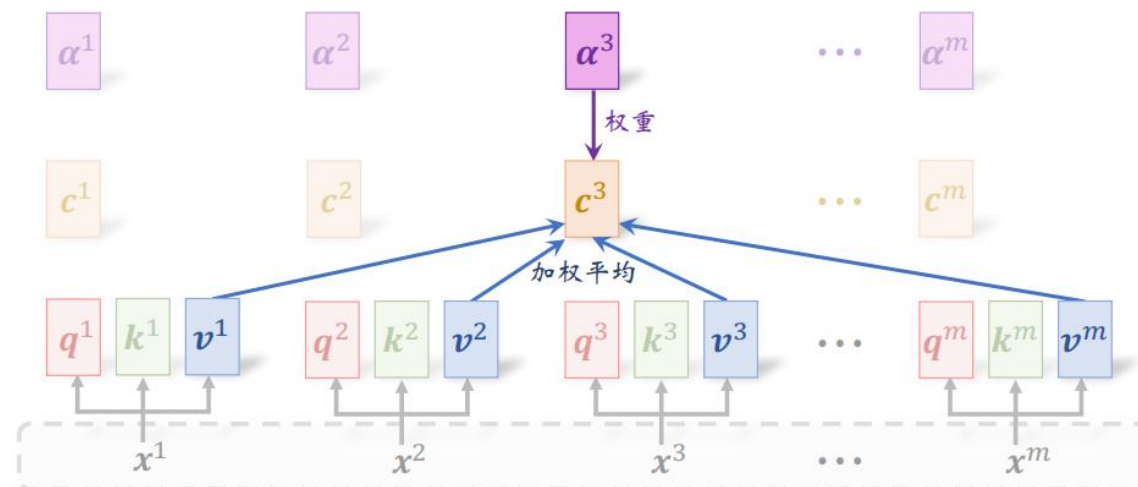 α¹ α² α³ ... αᵐ
权重
c¹ c² c³ ... cᵐ
加权平均
q¹ k¹ v¹ q² k² v² q³ k³ v³ ... qᵐ kᵐ vᵐ
x¹ x² x³ ... xᵐ